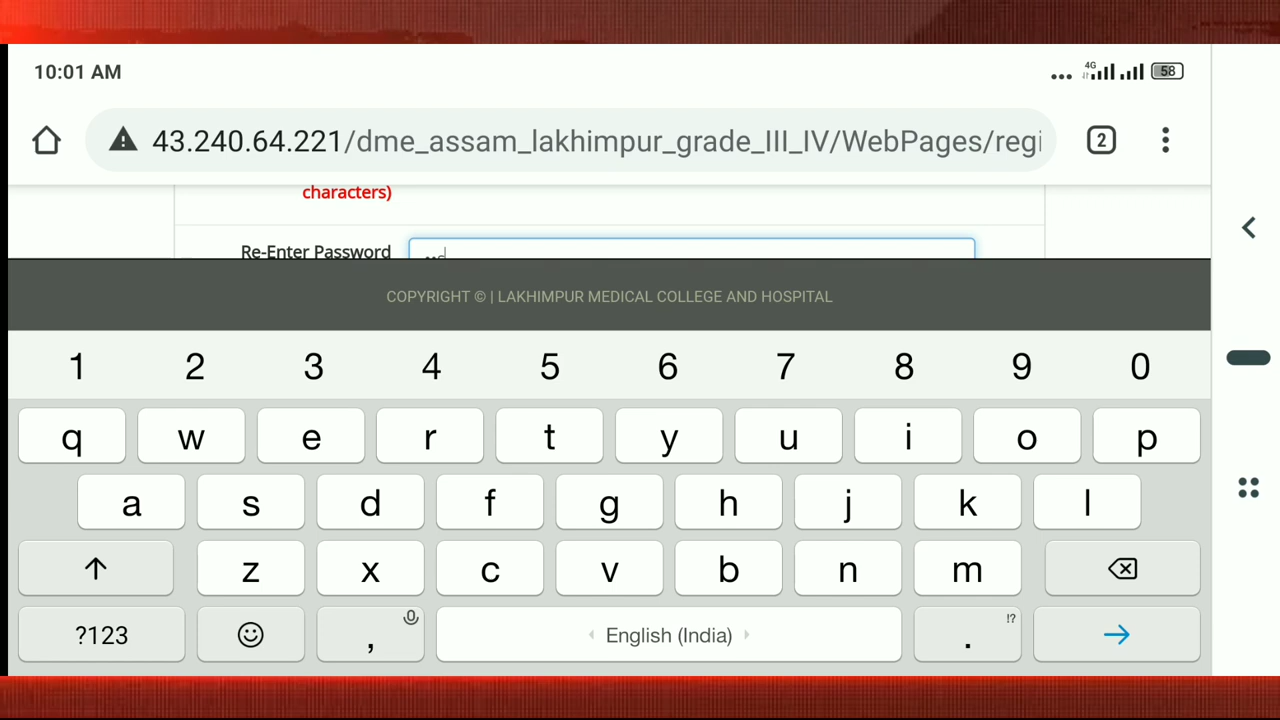 10:01 AM
4G
58
43.240.64.221/dme_assam_lakhimpur_grade_III_IV/WebPages/regi
2
characters)
Re-Enter Password
COPYRIGHT © | LAKHIMPUR MEDICAL COLLEGE AND HOSPITAL
1 2 3 4 5 6 7 8 9 0
q w e r t y u i o p
a s d f g h j k l
z x c v b n m
?123 , English (India) . !?